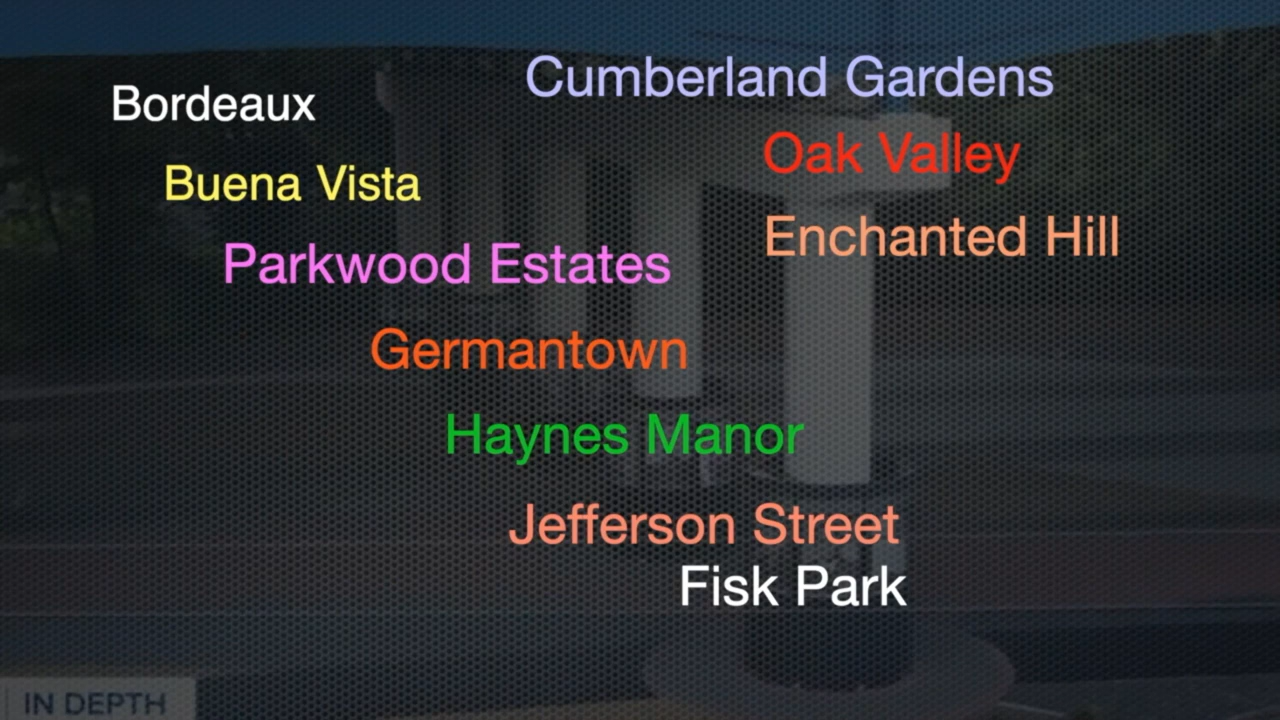 Cumberland Gardens
Bordeaux
Oak Valley
Buena Vista
Enchanted Hill
Parkwood Estates
Germantown
Haynes Manor
Jefferson Street
Fisk Park
IN DEPTH